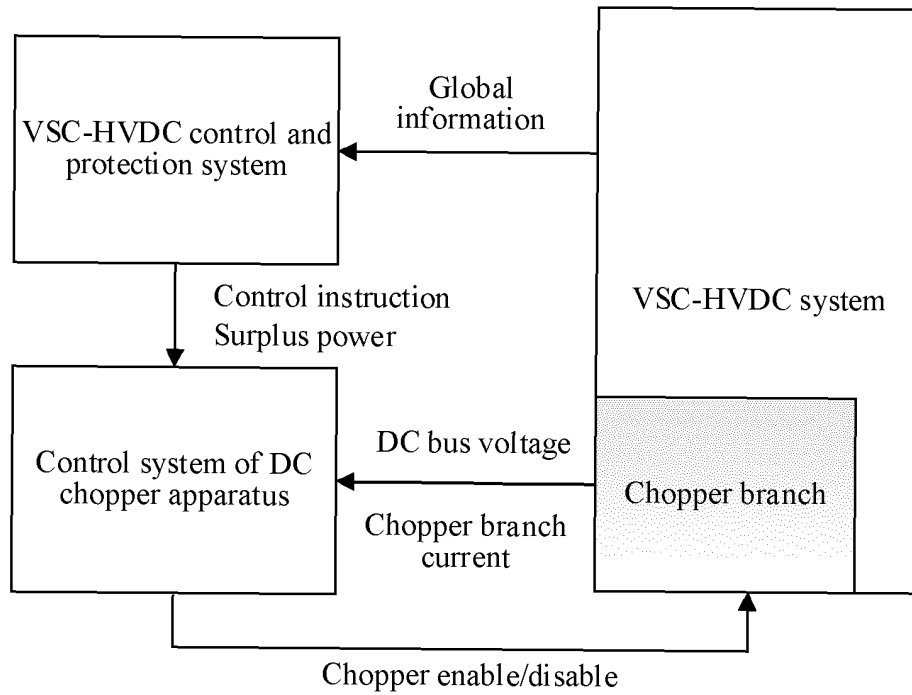 Global
information
VSC-HVDC control and
protection system
Control instruction
Surplus power
VSC-HVDC system
Control system of DC
chopper apparatus
DC bus voltage
Chopper branch
current
Chopper branch
Chopper enable/disable